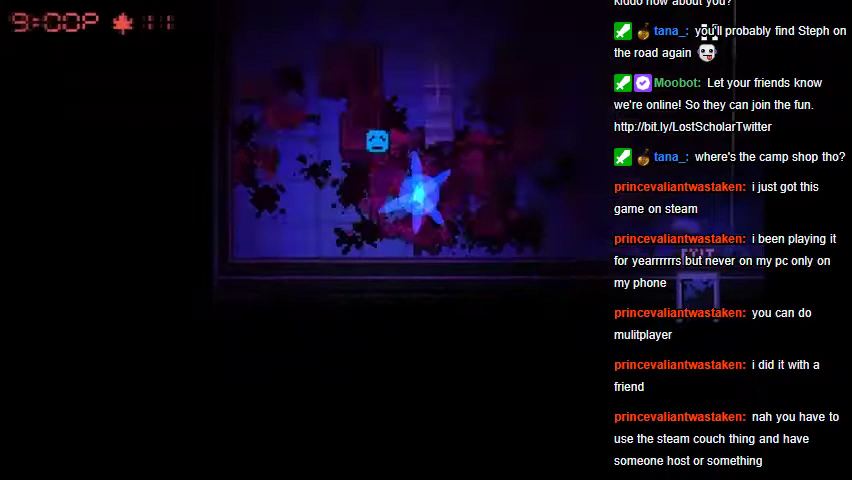 9:00P 11
kiddo how about you?
tana_: you'll probably find Steph on
the road again
Moobot: Let your friends know
we're online! So they can join the fun.
http://bit.ly/LostScholarTwitter
tana_: where's the camp shop tho?
princevaliantwastaken: i just got this
game on steam
princevaliantwastaken: i been playing it
for yearrrrrrs but never on my pc only on
my phone
EXIT
princevaliantwastaken: you can do
mulitplayer
princevaliantwastaken: i did it with a
friend
princevaliantwastaken: nah you have to
use the steam couch thing and have
someone host or something